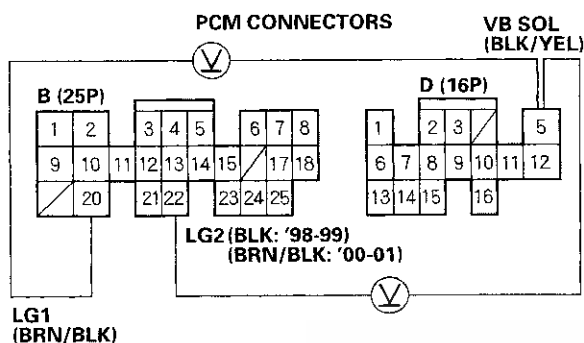 PCM CONNECTORS
VB SOL
(BLK/YEL)
V
B (25P)
D (16P)
1 2 3 4 5 6 7 8
1 2 3 5
9 10 11 12 13 14 15 17 18
6 7 8 9 10 11 12
20 21 22 23 24 25
13 14 15 16
LG2 (BLK: '98-99)
(BRN/BLK: '00-01)
V
LG1
(BRN/BLK)